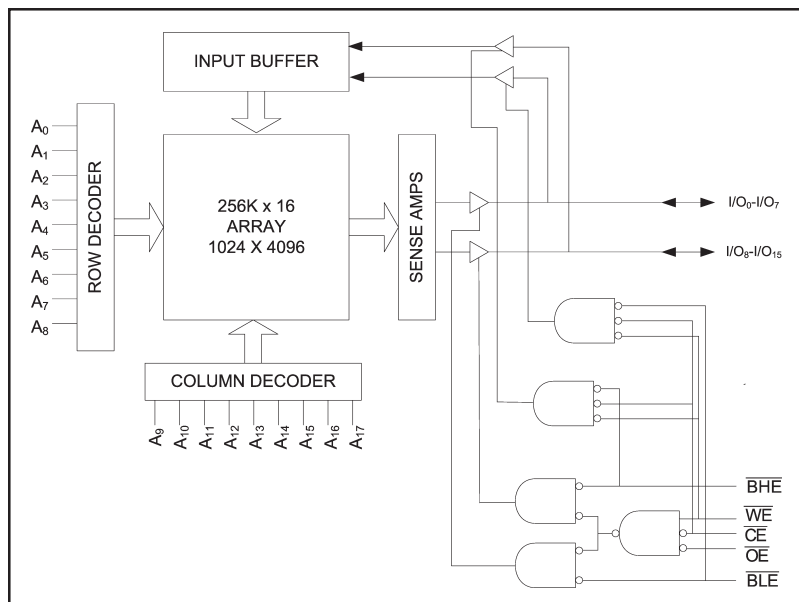 INPUT BUFFER
A0
A1
A2
A3
A4
A5
A6
A7
A8
ROW DECODER
256K x 16
ARRAY
1024 X 4096
SENSE AMPS
I/O0-I/O7
I/O8-I/O15
COLUMN DECODER
A9
A10
A11
A12
A13
A14
A15
A16
A17
BHE
WE
CE
OE
BLE